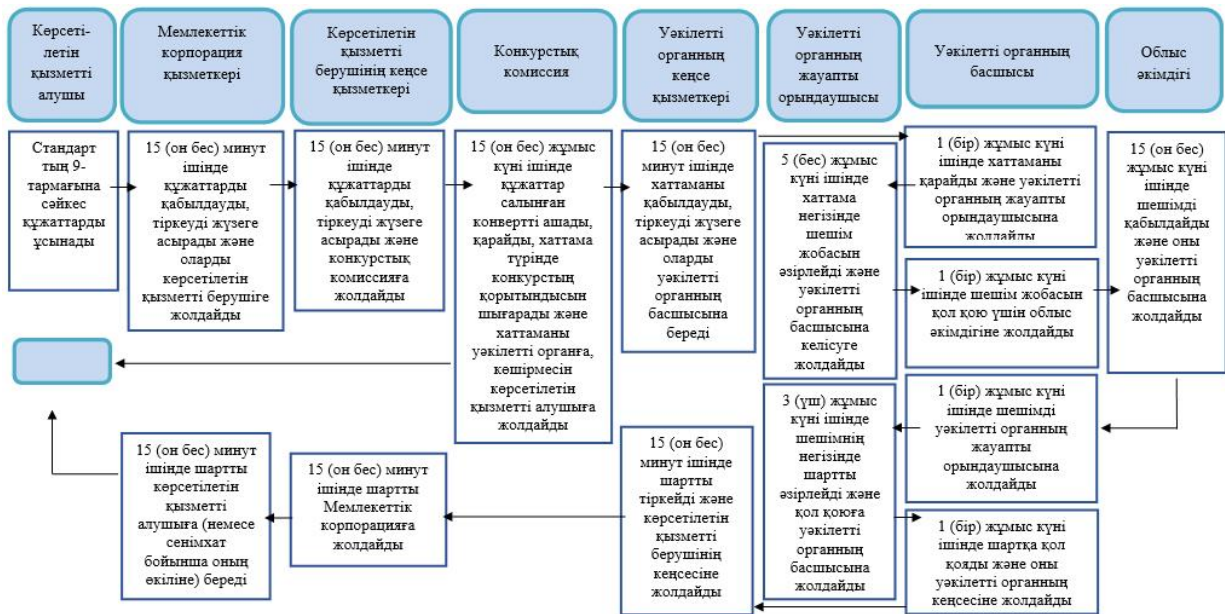 Көрсеті-
летін
қызметті
алушы
Мемлекеттік
корпорация
қызметкері
Көрсетілетін
қызметті
берушінің кеңсе
қызметкері
Конкурстық
комиссия
Уәкілетті
органның
кеңсе
қызметкері
Уәкілетті
органның
жауапты
орындаушысы
Уәкілетті органның
басшысы
Облыс
әкімдігі
Стандарт
тың 9-
тармағына
сәйкес
құжаттарды
ұсынады
15 (он бес) минут
ішінде
құжаттарды
қабылдауды,
тіркеуді жүзеге
асырады және
оларды
көрсетілетін
қызметті берушіге
жолдайды
15 (он бес) минут
ішінде
құжаттарды
қабылдауды,
тіркеуді жүзеге
асырады және
конкурстық
комиссияға
жолдайды
15 (он бес) жұмыс
күні ішінде
құжаттар
салынған
конвертті ашады,
қарайды, хаттама
түрінде
конкурстың
қорытындысын
шығарады және
хаттаманы
уәкілетті органға,
көшірмесін
көрсетілетін
қызметті алушыға
жолдайды
15 (он бес)
минут ішінде
хаттаманы
қабылдауды,
тіркеуді жүзеге
асырады және
оларды
уәкілетті
органның
басшысына
береді
5 (бес) жұмыс
күні ішінде
хаттама
негізінде
шешім
жобасын
әзірлейді және
уәкілетті
органның
басшысына
келісуге
жолдайды
1 (бір) жұмыс күні
ішінде хаттаманы
қарайды және уәкілетті
органның жауапты
орындаушысына
жолдайды
15 (он бес)
жұмыс күні
ішінде
шешімді
қабылдайды
және оны
уәкілетті
органның
басшысына
жолдайды
1 (бір) жұмыс күні
ішінде шешім жобасын
қол қою үшін облыс
әкімдігіне жолдайды
1 (бір) жұмыс күні
ішінде шешімді
уәкілетті органның
жауапты
орындаушысына
жолдайды
3 (үш) жұмыс
күні ішінде
шешімнің
негізінде
шартты
әзірлейді және
қол қоюға
уәкілетті
органның
басшысына
жолдайды
1 (бір) жұмыс күні
ішінде шартқа қол
қояды және оны
уәкілетті органның
кеңсесіне жолдайды
15 (он бес)
минут ішінде
шартты
тіркейді және
көрсетілетін
қызметті
берушінің
кеңсесіне
жолдайды
15 (он бес) минут
ішінде шартты
Мемлекеттік
корпорацияға
жолдайды
15 (он бес) минут
ішінде шартты
көрсетілетін
қызметті
алушыға (немесе
сенімхат
бойынша оның
өкіліне) береді